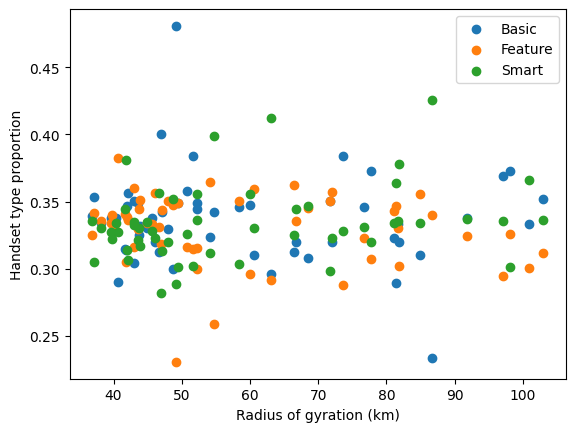 Basic
Feature
Smart
Handset type proportion
0.45
0.40
0.35
0.30
0.25
40 50 60 70 80 90 100
Radius of gyration (km)